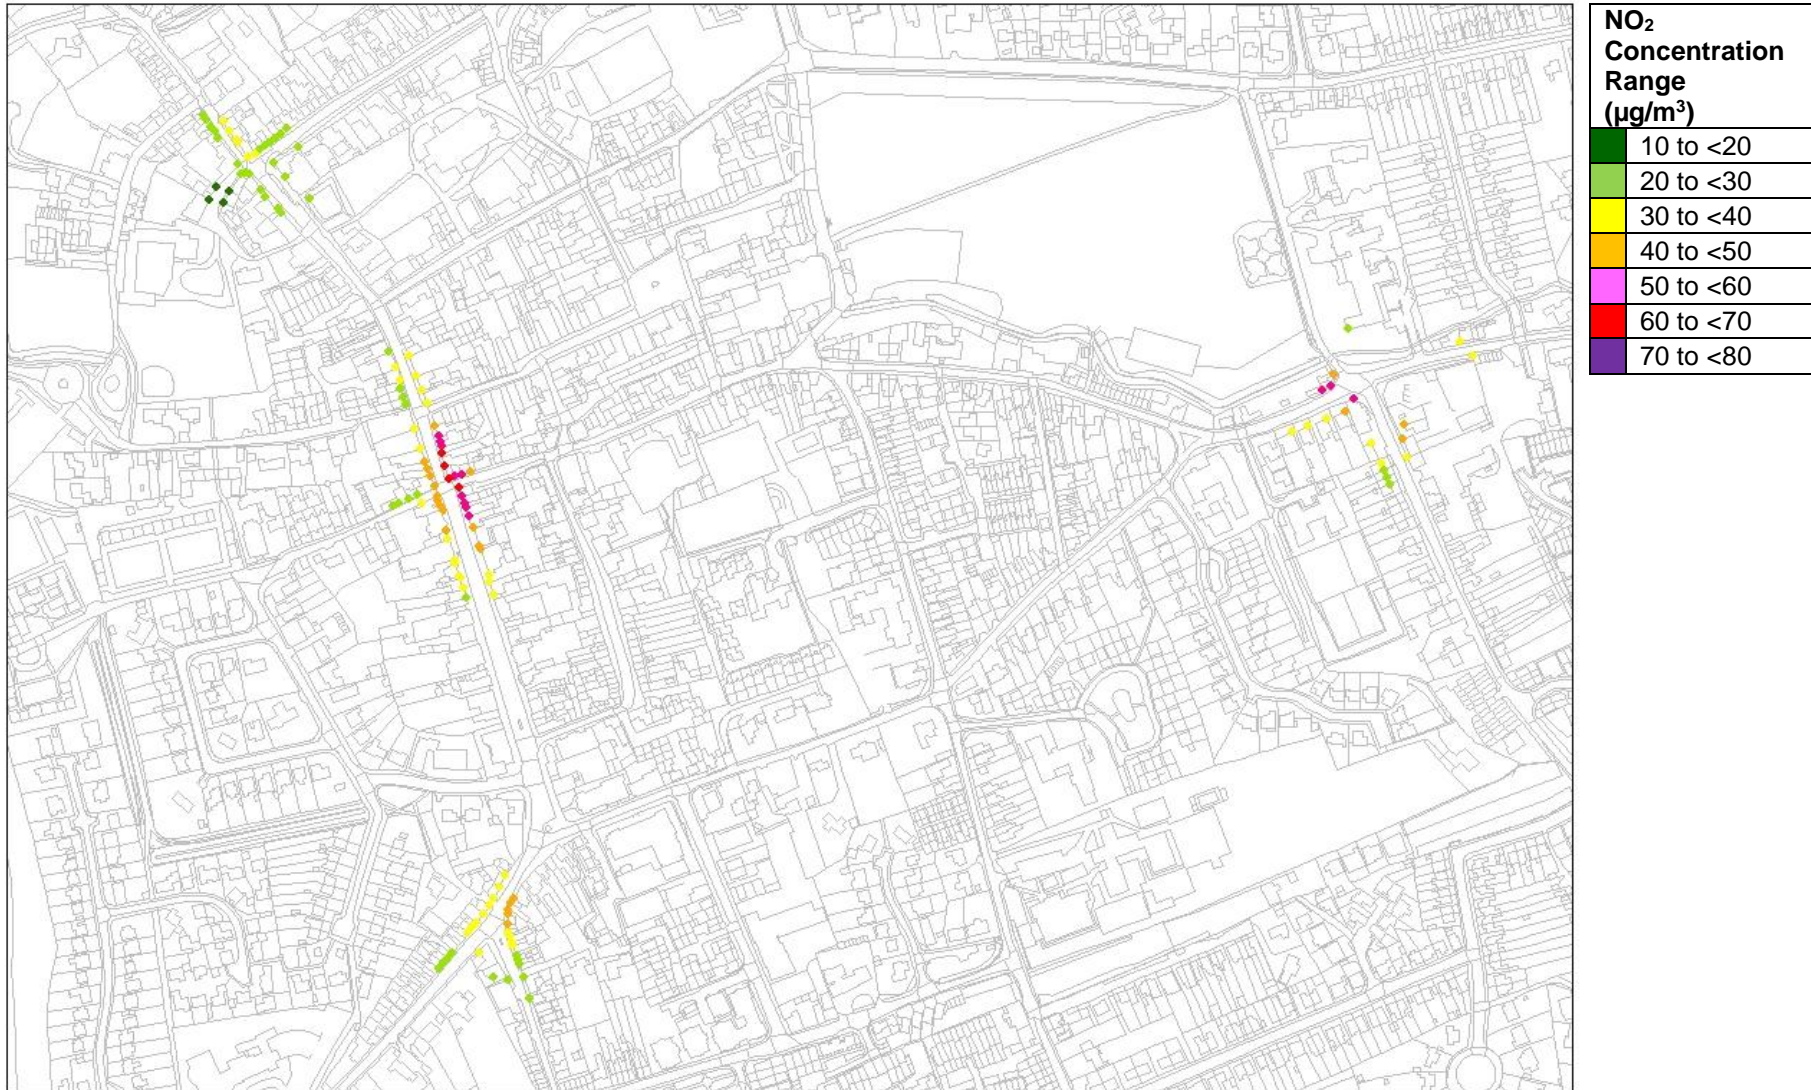 NO₂
Concentration
Range
(µg/m³)
10 to <20
20 to <30
30 to <40
40 to <50
50 to <60
60 to <70
70 to <80